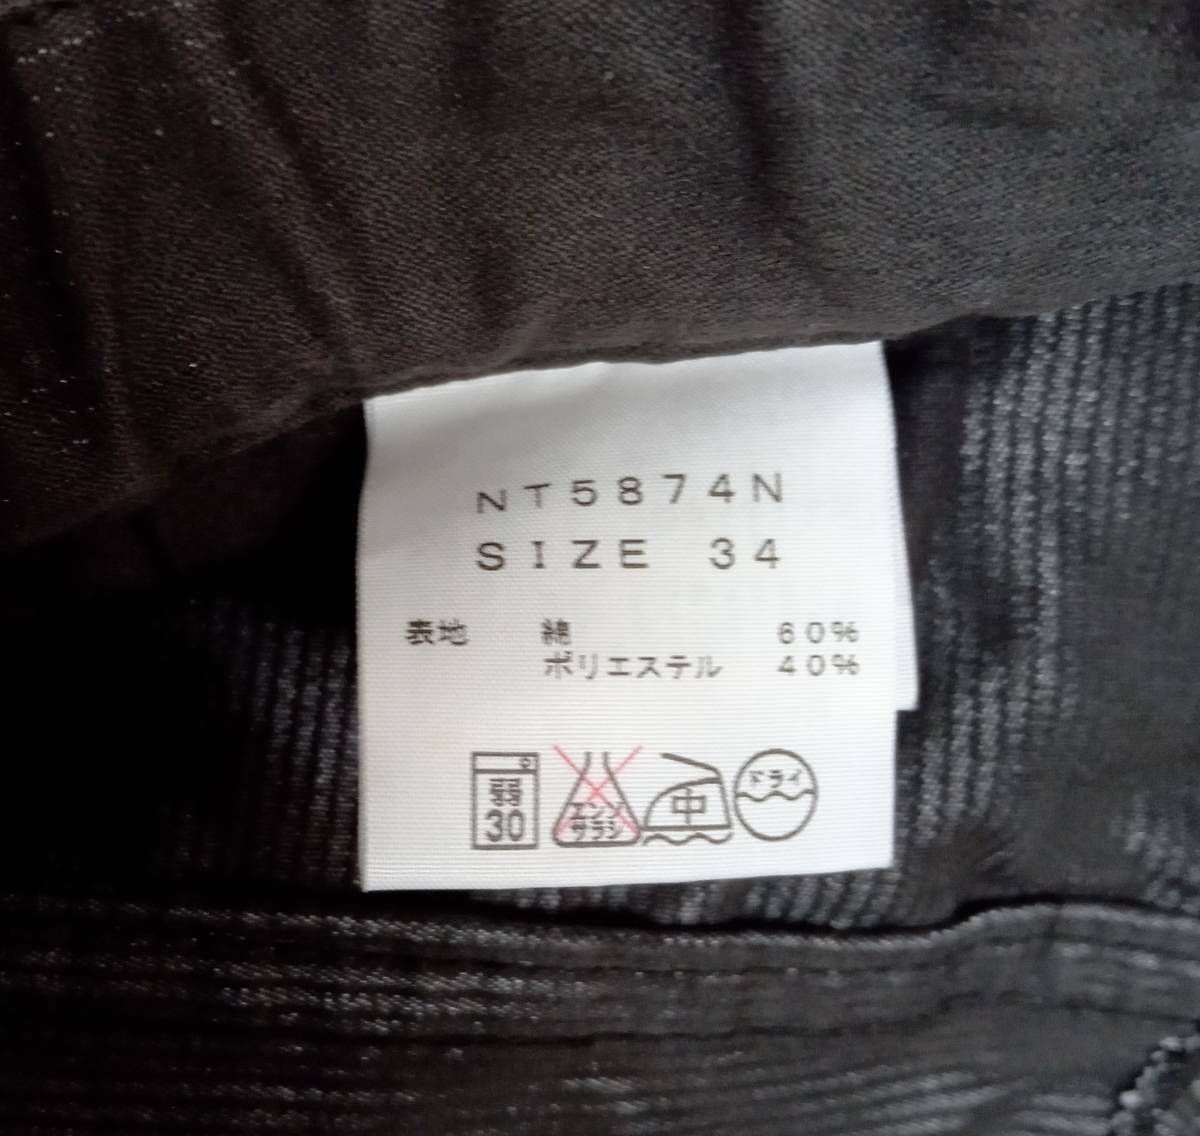 NT5874N
SIZE 34
表地 綿 60%
ポリエステル 40%
弱 30 エンソ サラシ 中 ドライ